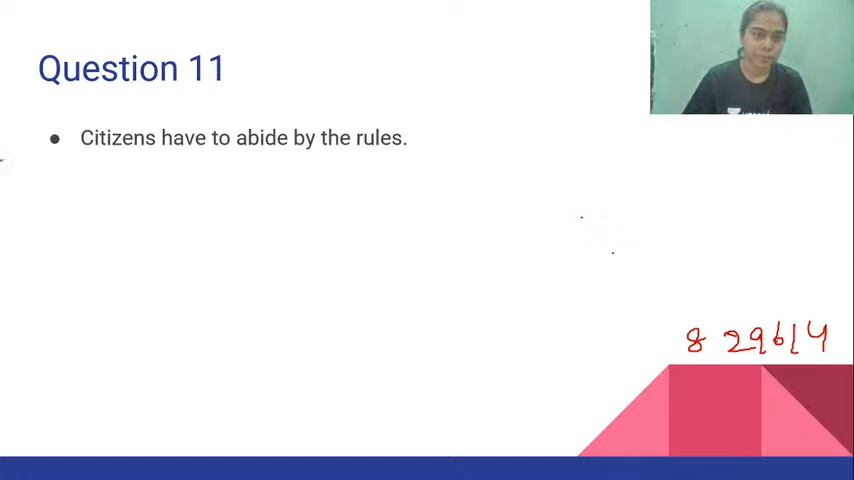 Question 11
● Citizens have to abide by the rules.
8 29614